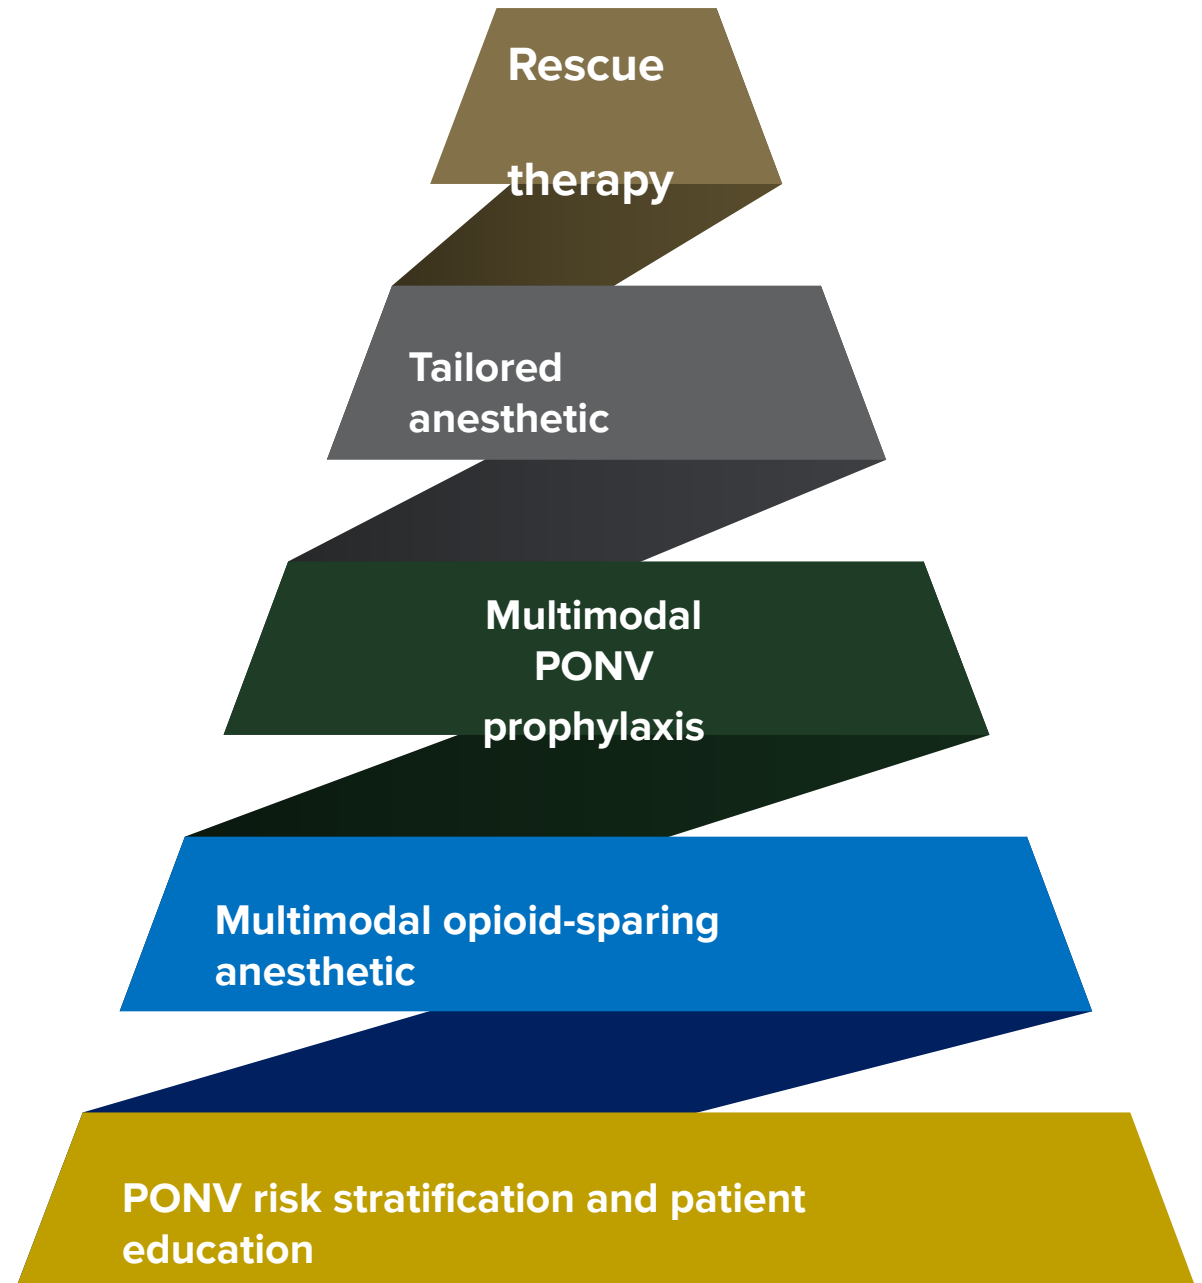 Rescue
therapy
Tailored
anesthetic
Multimodal
PONV
prophylaxis
Multimodal opioid-sparing
anesthetic
PONV risk stratification and patient
education